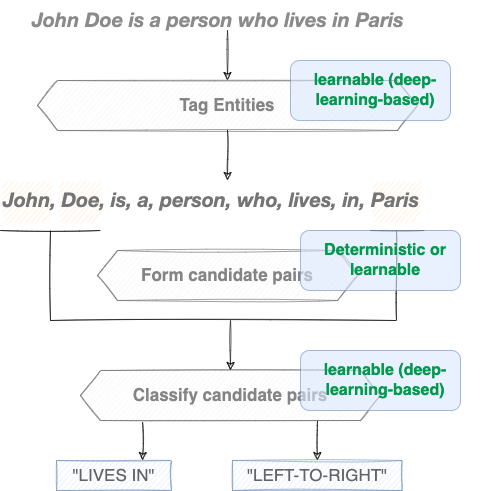 John Doe is a person who lives in Paris
learnable (deep-
learning-based)
Tag Entities
John, Doe, is, a, person, who, lives, in, Paris
Deterministic or
learnable
Form candidate pairs
learnable (deep-
learning-based)
Classify candidate pairs
"LIVES IN"
"LEFT-TO-RIGHT"